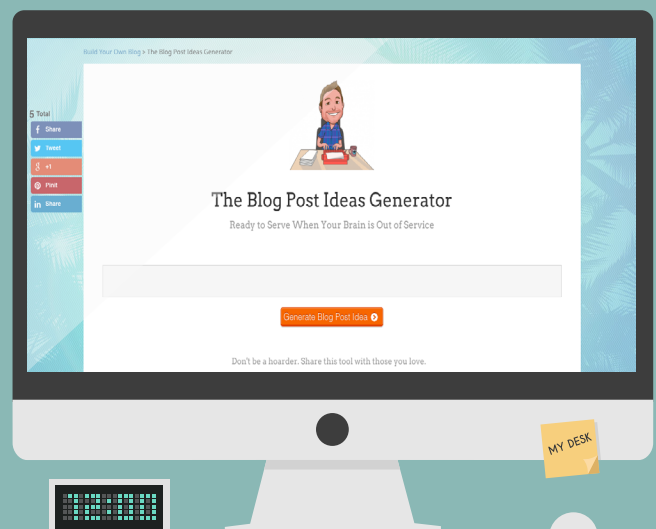 Build Your Own Blog > The Blog Post Ideas Generator
5 Total
Share
Tweet
+1
Pinit
Share
The Blog Post Ideas Generator
Ready to Serve When Your Brain is Out of Service
Generate Blog Post Idea
Don't be a hoarder. Share this tool with those you love.
MY DESK
12:00